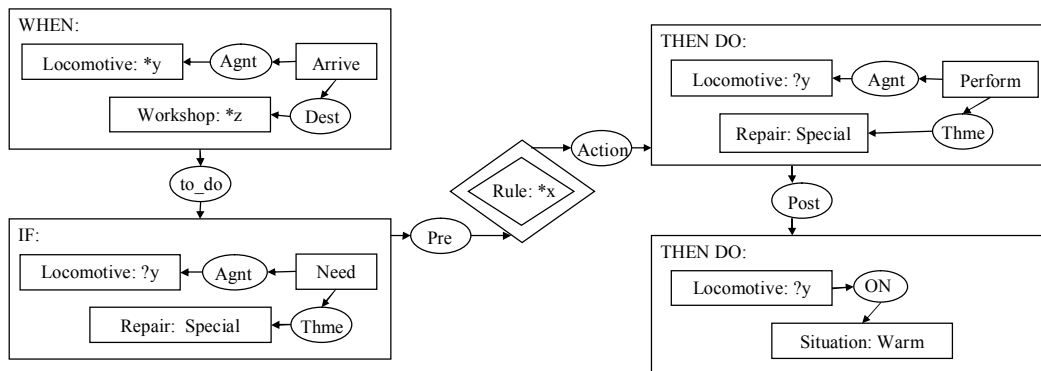 WHEN:
Locomotive: *y
Agnt
Arrive
Workshop: *z
Dest
to_do
IF:
Locomotive: ?y
Agnt
Need
Repair: Special
Thme
Pre
Rule: *x
Action
THEN DO:
Locomotive: ?y
Agnt
Perform
Repair: Special
Thme
Post
THEN DO:
Locomotive: ?y
ON
Situation: Warm